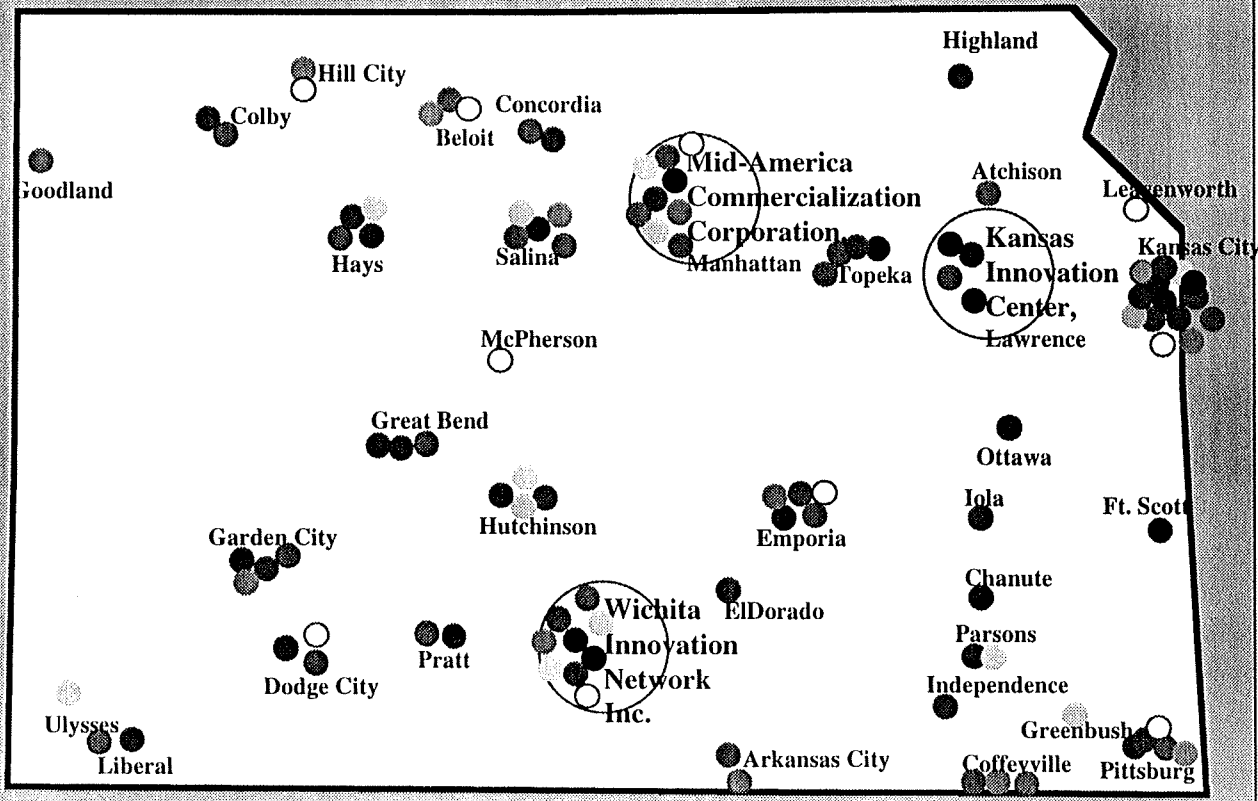 Highland
Hill City
Colby
Concordia
Beloit
Goodland
Mid-America
Commercialization
Corporation,
Manhattan
Atchison
Leavenworth
Hays
Salina
Topeka
Kansas
Innovation
Center,
Lawrence
Kansas City
McPherson
Great Bend
Ottawa
Hutchinson
Emporia
Iola
Ft. Scott
Garden City
Chanute
ElDorado
Wichita
Innovation
Network
Inc.
Parsons
Pratt
Dodge City
Independence
Ulysses
Greenbush
Liberal
Arkansas City
Coffeyville
Pittsburg